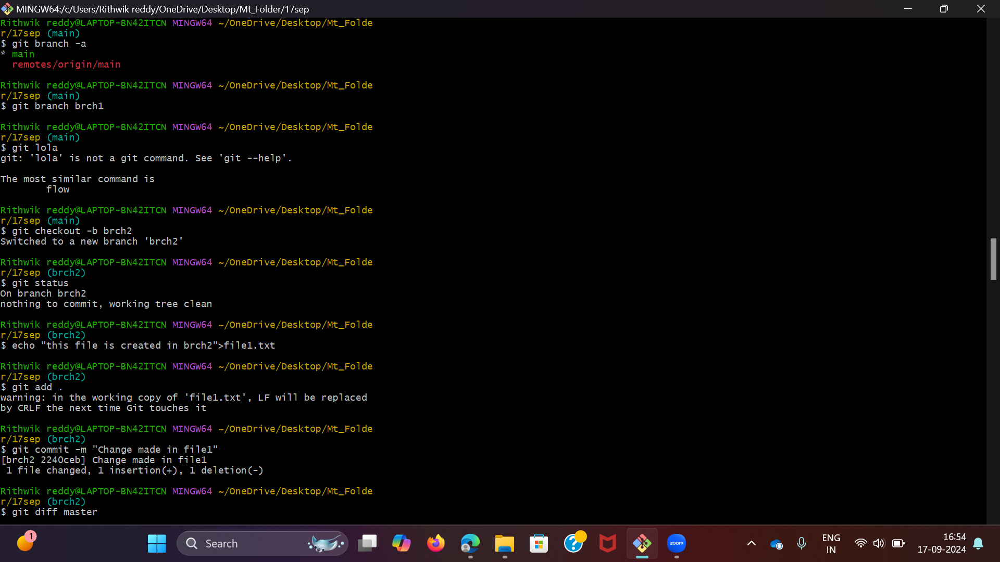 MINGW64:/c/Users/Rithwik reddy/OneDrive/Desktop/Mt_Folder/17sep
Rithwik reddy@LAPTOP-BN42ITCN MINGW64 ~/OneDrive/Desktop/Mt_Folde
r/17sep (main)
$ git branch -a
* main
  remotes/origin/main
Rithwik reddy@LAPTOP-BN42ITCN MINGW64 ~/OneDrive/Desktop/Mt_Folde
r/17sep (main)
$ git branch brch1
Rithwik reddy@LAPTOP-BN42ITCN MINGW64 ~/OneDrive/Desktop/Mt_Folde
r/17sep (main)
$ git lola
git: 'lola' is not a git command. See 'git --help'.
The most similar command is
        flow
Rithwik reddy@LAPTOP-BN42ITCN MINGW64 ~/OneDrive/Desktop/Mt_Folde
r/17sep (main)
$ git checkout -b brch2
Switched to a new branch 'brch2'
Rithwik reddy@LAPTOP-BN42ITCN MINGW64 ~/OneDrive/Desktop/Mt_Folde
r/17sep (brch2)
$ git status
On branch brch2
nothing to commit, working tree clean
Rithwik reddy@LAPTOP-BN42ITCN MINGW64 ~/OneDrive/Desktop/Mt_Folde
r/17sep (brch2)
$ echo "this file is created in brch2">file1.txt
Rithwik reddy@LAPTOP-BN42ITCN MINGW64 ~/OneDrive/Desktop/Mt_Folde
r/17sep (brch2)
$ git add .
warning: in the working copy of 'file1.txt', LF will be replaced
by CRLF the next time Git touches it
Rithwik reddy@LAPTOP-BN42ITCN MINGW64 ~/OneDrive/Desktop/Mt_Folde
r/17sep (brch2)
$ git commit -m "Change made in file1"
[brch2 2240ceb] Change made in file1
 1 file changed, 1 insertion(+), 1 deletion(-)
Rithwik reddy@LAPTOP-BN42ITCN MINGW64 ~/OneDrive/Desktop/Mt_Folde
r/17sep (brch2)
$ git diff master
1
Search
zoom
ENG
IN
16:54
17-09-2024